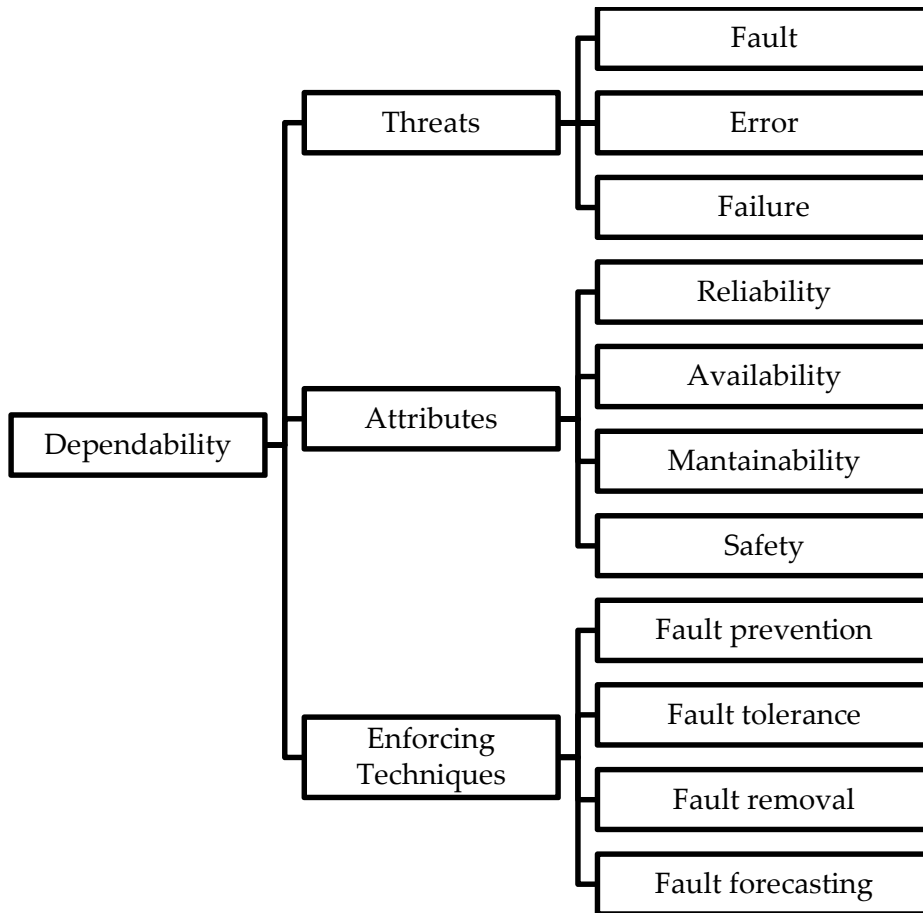 Fault
Threats
Error
Failure
Reliability
Availability
Dependability
Attributes
Mantainability
Safety
Fault prevention
Enforcing
Techniques
Fault tolerance
Fault removal
Fault forecasting